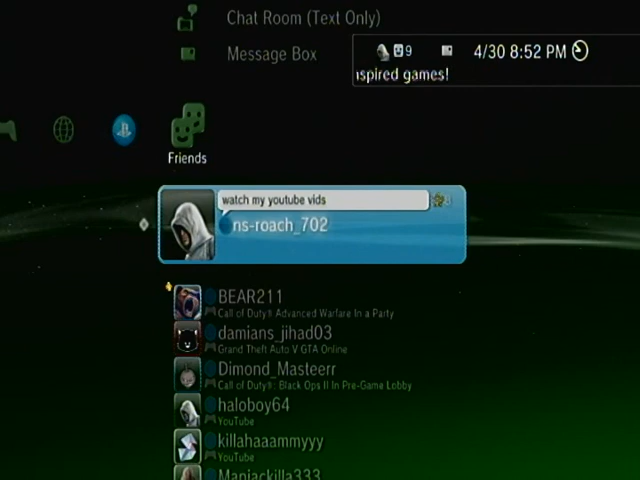 Chat Room (Text Only)
Message Box
9
4/30 8:52 PM
spired games!
Friends
watch my youtube vids
ns-roach_702
BEAR211
Call of Duty® Advanced Warfare In a Party
damians_jihad03
Grand Theft Auto V GTA Online
Dimond_Masteerr
Call of Duty®: Black Ops II In Pre-Game Lobby
haloboy64
YouTube
killahaaammyyy
YouTube
Maniackilla333